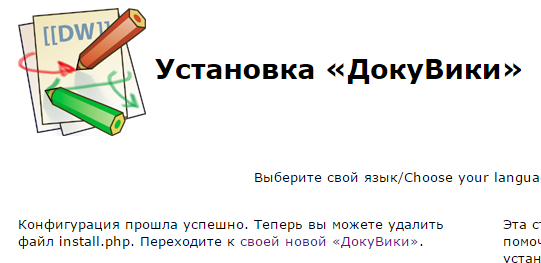 [[DW]]
Установка «ДокуВики»
Выберите свой язык/Choose your langua
Конфигурация прошла успешно. Теперь вы можете удалить
файл install.php. Переходите к своей новой «ДокуВики».
Эта с
помоч
устан